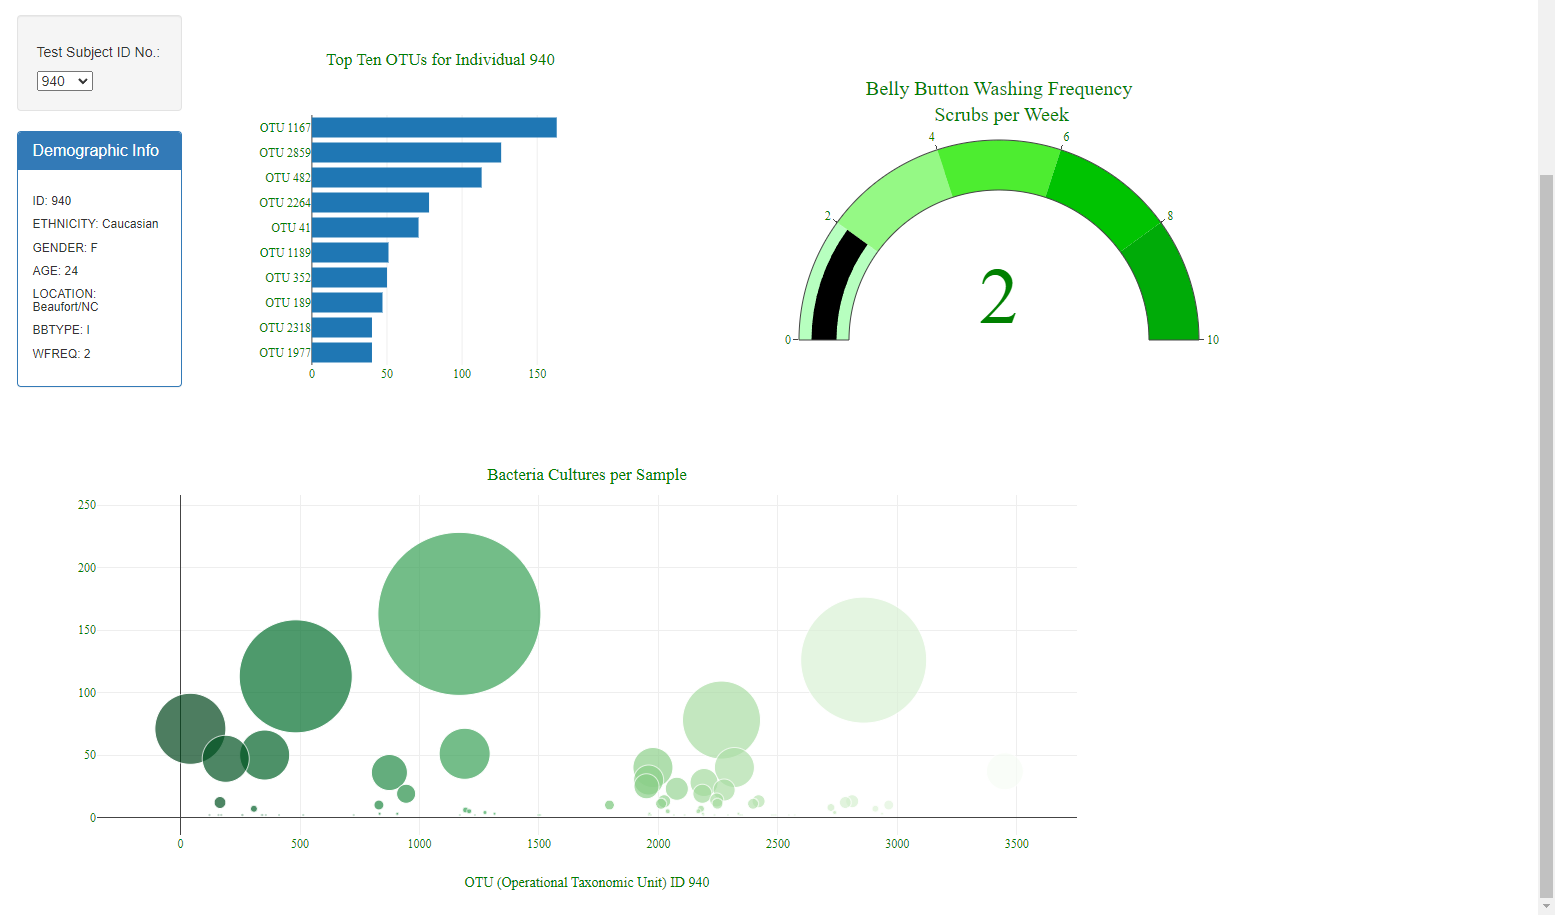 Test Subject ID No.:
940
Demographic Info
ID: 940
ETHNICITY: Caucasian
GENDER: F
AGE: 24
LOCATION:
Beaufort/NC
BBTYPE: I
WFREQ: 2
Top Ten OTUs for Individual 940
OTU 1167
OTU 2859
OTU 482
OTU 2264
OTU 41
OTU 1189
OTU 352
OTU 189
OTU 2318
OTU 1977
0 50 100 150
Belly Button Washing Frequency
Scrubs per Week
4 6
2 8
2
0 10
Bacteria Cultures per Sample
250
200
150
100
50
0
0 500 1000 1500 2000 2500 3000 3500
OTU (Operational Taxonomic Unit) ID 940